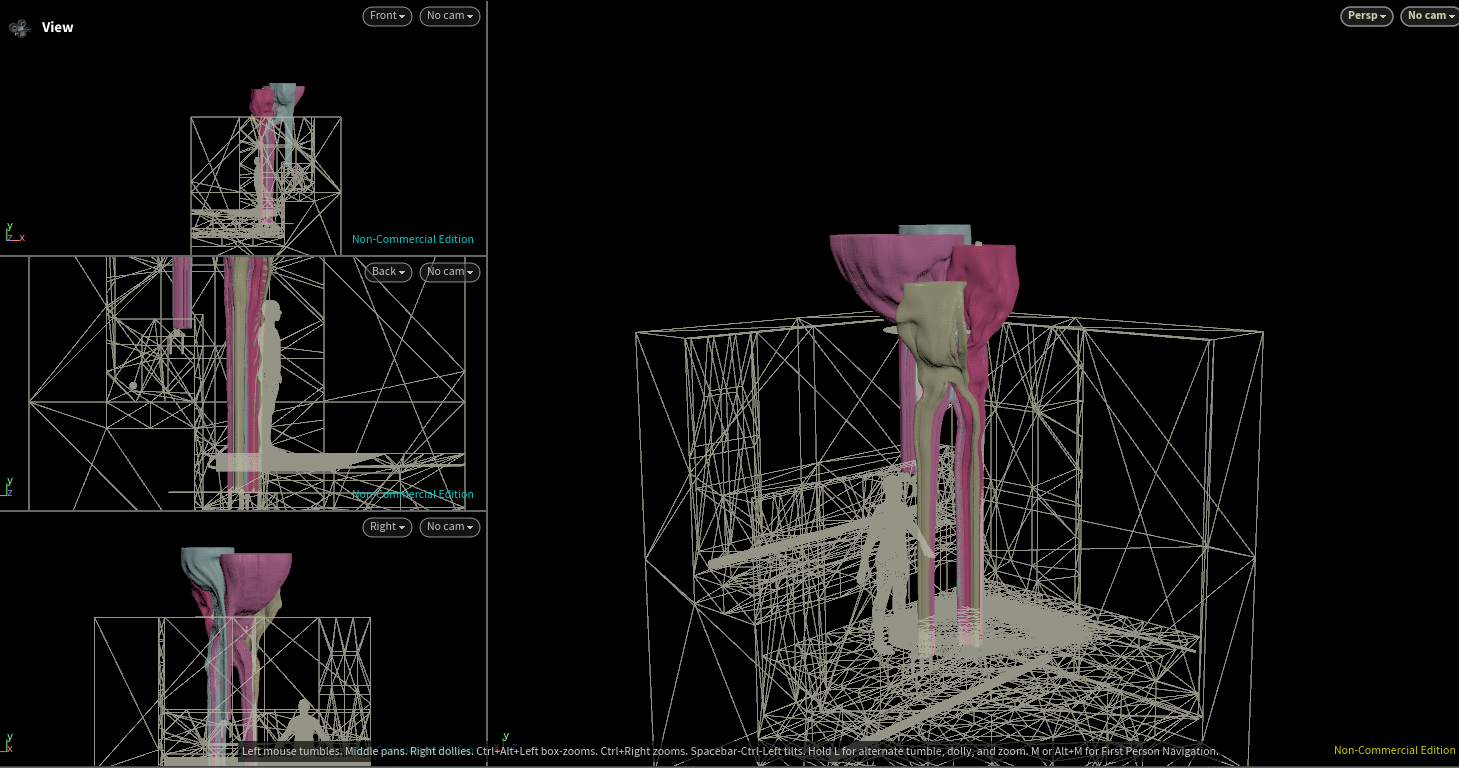 View
Front
No cam
y
z x
Non-Commercial Edition
Back
No cam
y
z
Non-Commercial Edition
Right
No cam
y
x
Persp
No cam
y
Left mouse tumbles. Middle pans. Right dollies. Ctrl+Alt+Left box-zooms. Ctrl+Right zooms. Spacebar-Ctrl-Left tilts. Hold L for alternate tumble, dolly, and zoom. M or Alt+M for First Person Navigation.
Non-Commercial Edition